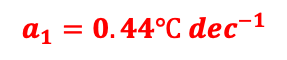 a₁ = 0.44°C dec⁻¹